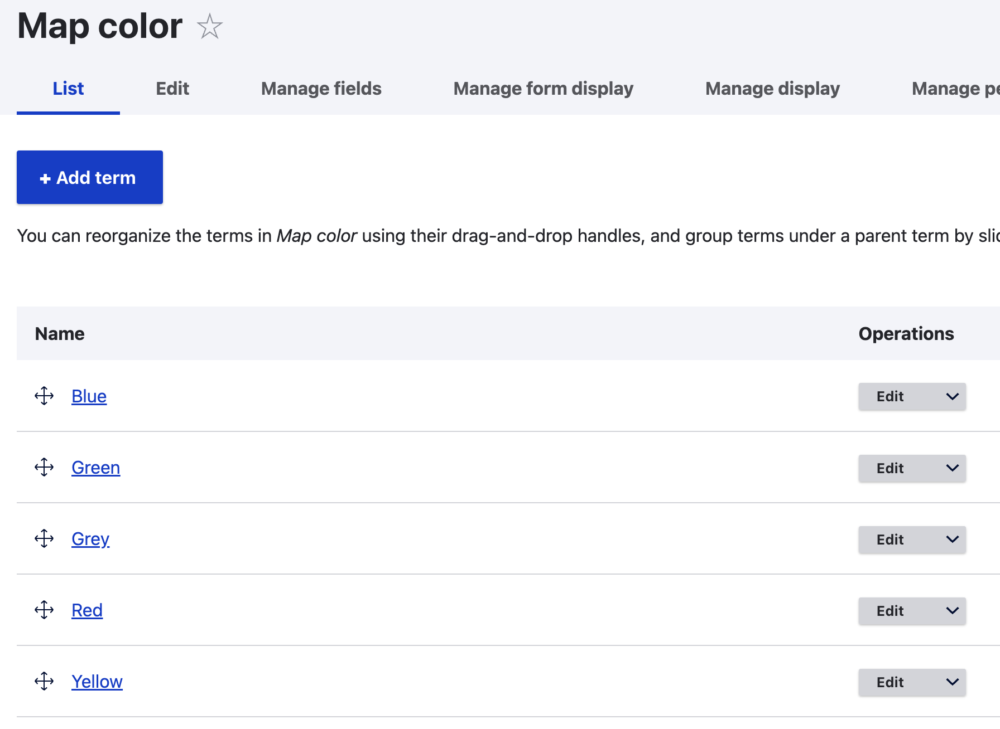 Map color
List Edit Manage fields Manage form display Manage display Manage
+ Add term
You can reorganize the terms in Map color using their drag-and-drop handles, and group terms under a parent term by
Name Operations
Blue Edit
Green Edit
Grey Edit
Red Edit
Yellow Edit